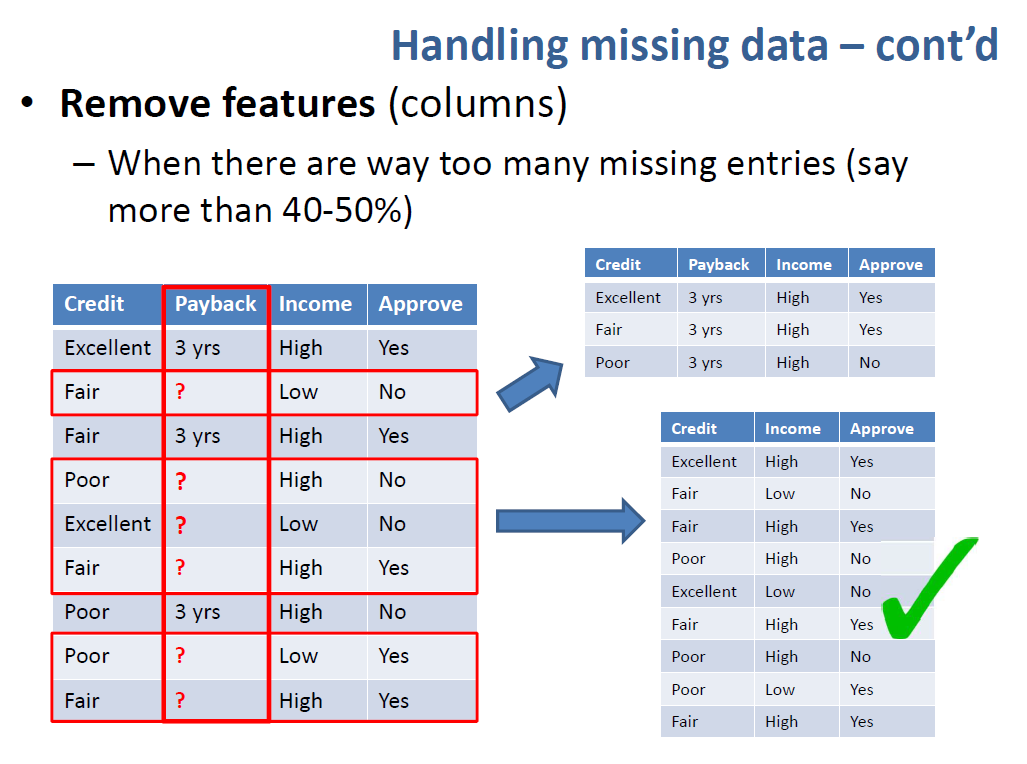 Handling missing data – cont’d
• Remove features (columns)
– When there are way too many missing entries (say
more than 40-50%)
Credit Payback Income Approve
Excellent 3 yrs High Yes
Fair ? Low No
Fair 3 yrs High Yes
Poor ? High No
Excellent ? Low No
Fair ? High Yes
Poor 3 yrs High No
Poor ? Low Yes
Fair ? High Yes
Credit Payback Income Approve
Excellent 3 yrs High Yes
Fair 3 yrs High Yes
Poor 3 yrs High No
Credit Income Approve
Excellent High Yes
Fair Low No
Fair High Yes
Poor High No
Excellent Low No
Fair High Yes
Poor High No
Poor Low Yes
Fair High Yes